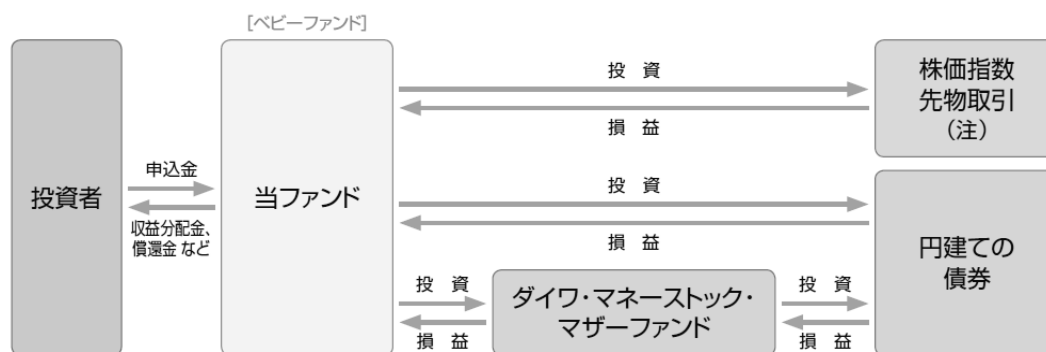 [ベビーファンド]
投資者
申込金
収益分配金、
償還金 など
当ファンド
投 資
損 益
株価指数
先物取引
（注）
投 資
損 益
円建ての
債券
投 資
損 益
ダイワ・マネーストック・
マザーファンド
投 資
損 益